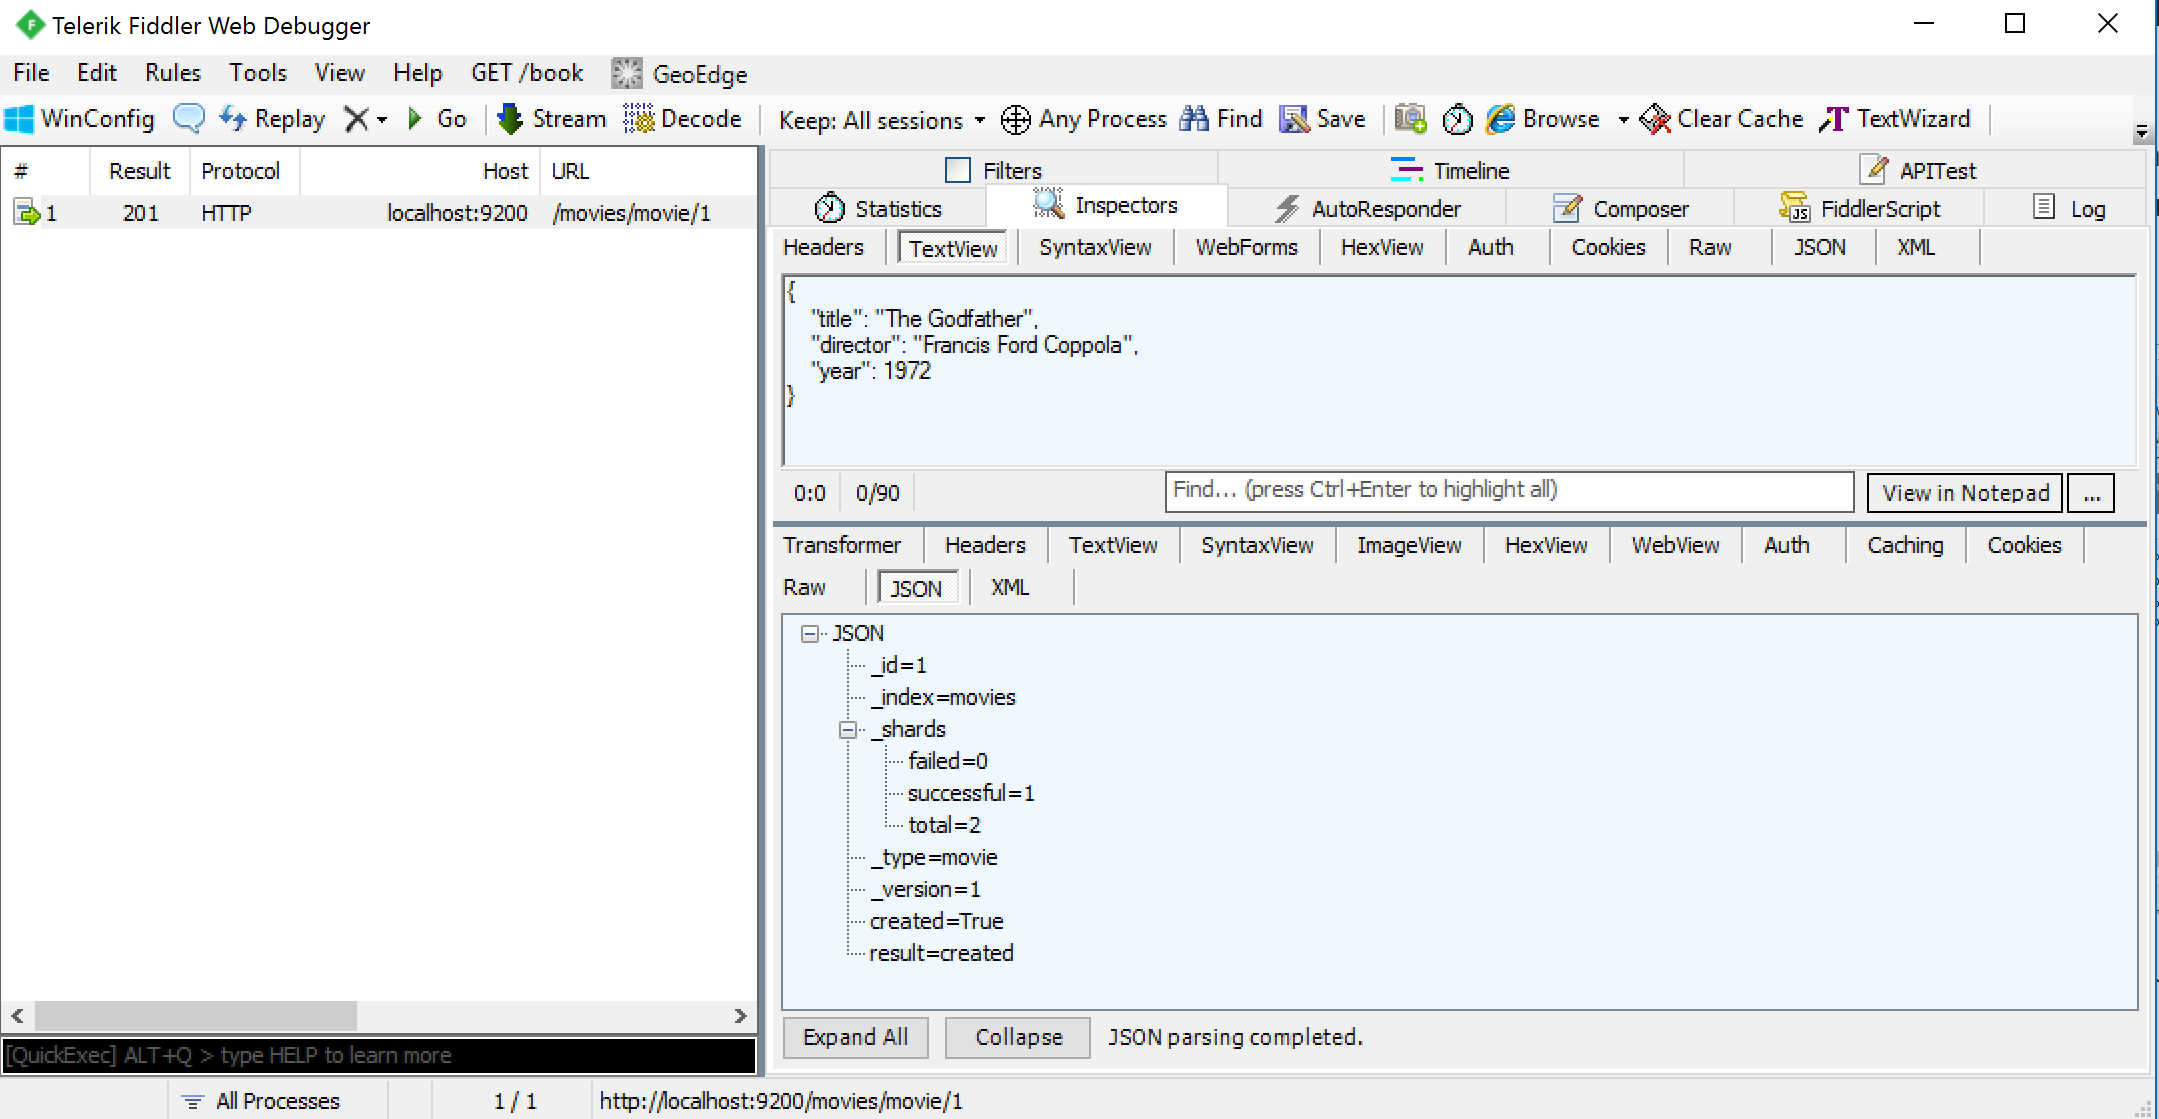 Telerik Fiddler Web Debugger
File Edit Rules Tools View Help GET /book GeoEdge
WinConfig Replay Go Stream Decode Keep: All sessions Any Process Find Save Browse Clear Cache TextWizard
# Result Protocol Host URL
1 201 HTTP localhost:9200 /movies/movie/1
Filters Timeline APITest
Statistics Inspectors AutoResponder Composer FiddlerScript Log
Headers TextView SyntaxView WebForms HexView Auth Cookies Raw JSON XML
{
"title": "The Godfather",
"director": "Francis Ford Coppola",
"year": 1972
}
0:0 0/90 Find... (press Ctrl+Enter to highlight all) View in Notepad ...
Transformer Headers TextView SyntaxView ImageView HexView WebView Auth Caching Cookies
Raw JSON XML
JSON
_id=1
_index=movies
_shards
failed=0
successful=1
total=2
_type=movie
_version=1
created=True
result=created
Expand All Collapse JSON parsing completed.
[QuickExec] ALT+Q > type HELP to learn more
All Processes 1 / 1 http://localhost:9200/movies/movie/1